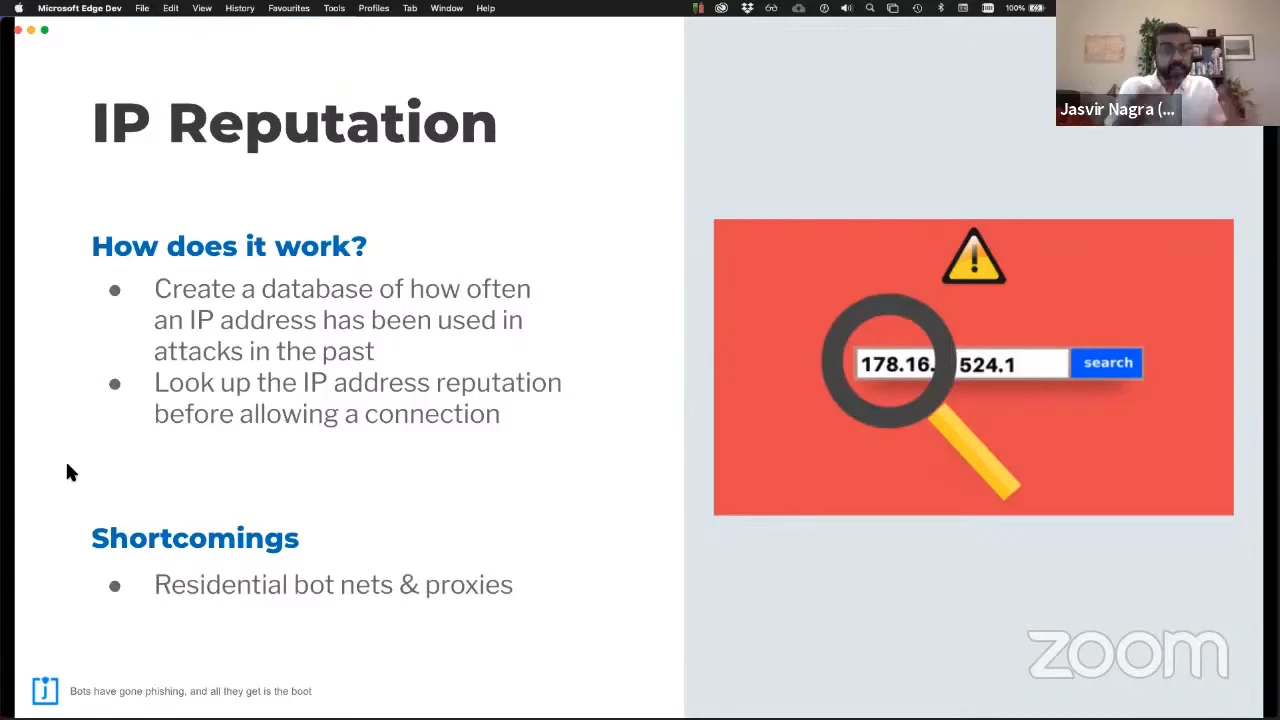 Microsoft Edge Dev File Edit View History Favourites Tools Profiles Tab Window Help
100%
Jasvir Nagra (...
IP Reputation
How does it work?
● Create a database of how often
an IP address has been used in
attacks in the past
● Look up the IP address reputation
before allowing a connection
178.16. 524.1 search
Shortcomings
● Residential bot nets & proxies
zoom
j Bots have gone phishing, and all they get is the boot